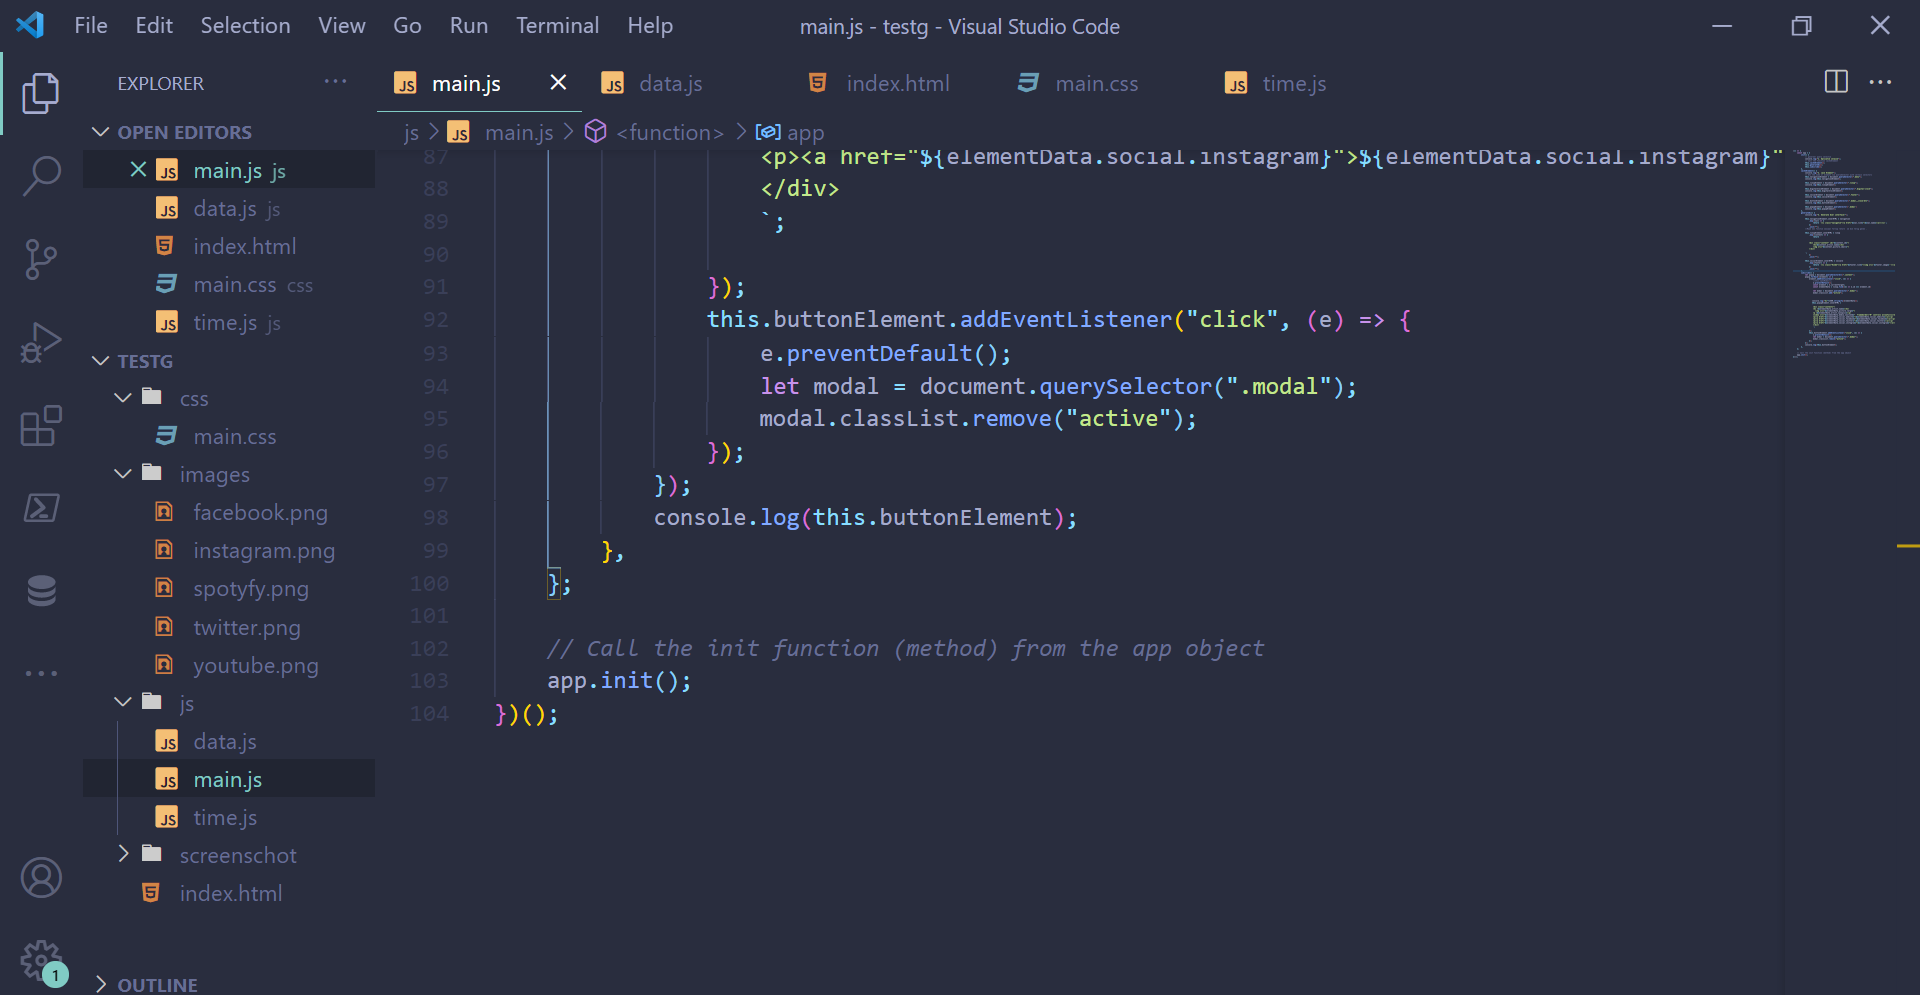 File Edit Selection View Go Run Terminal Help main.js - testg - Visual Studio Code
EXPLORER ··· JS main.js JS data.js 5 index.html main.css JS time.js ···
OPEN EDITORS js > JS main.js > <function> > app
JS main.js js
JS data.js js
5 index.html
main.css css
JS time.js js
TESTG
css
main.css
images
facebook.png
instagram.png
spotyfy.png
twitter.png
youtube.png
js
JS data.js
JS main.js
JS time.js
screenschot
5 index.html
1
OUTLINE
87 <p><a href="${elementData.social.instagram}">${elementData.social.instagram}"
88 </div>
89 `;
90
91 });
92 this.buttonElement.addEventListener("click", (e) => {
93 e.preventDefault();
94 let modal = document.querySelector(".modal");
95 modal.classList.remove("active");
96 });
97 });
98 console.log(this.buttonElement);
99 },
100 };
101
102 // Call the init function (method) from the app object
103 app.init();
104 })();